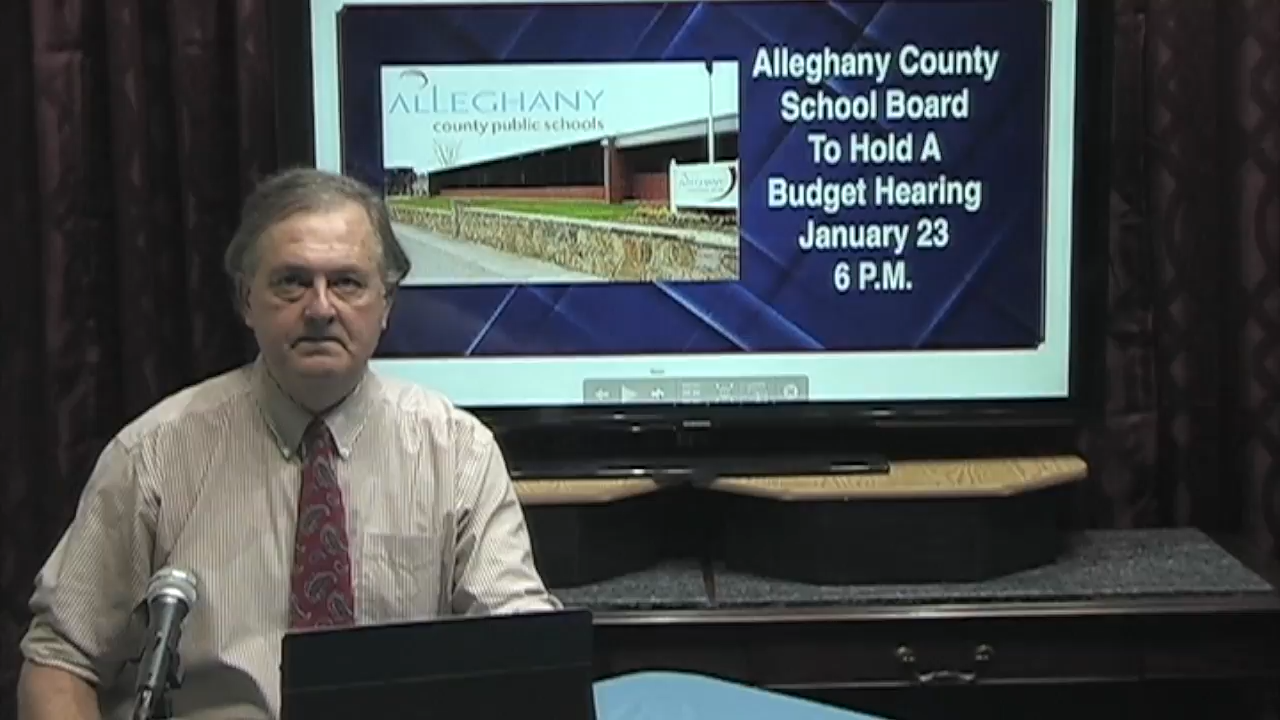 ALLEGHANY
county public schools
Alleghany County
School Board
To Hold A
Budget Hearing
January 23
6 P.M.